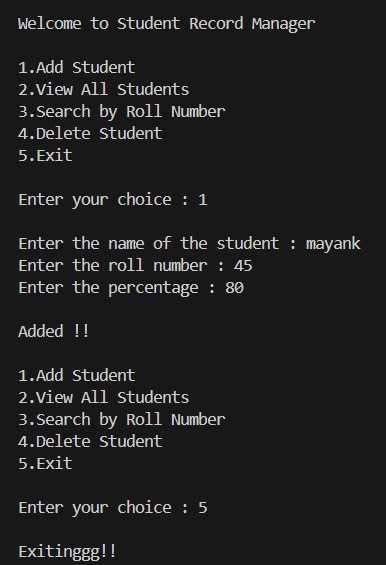 Welcome to Student Record Manager
1.Add Student
2.View All Students
3.Search by Roll Number
4.Delete Student
5.Exit
Enter your choice : 1
Enter the name of the student : mayank
Enter the roll number : 45
Enter the percentage : 80
Added !!
1.Add Student
2.View All Students
3.Search by Roll Number
4.Delete Student
5.Exit
Enter your choice : 5
Exitinggg!!